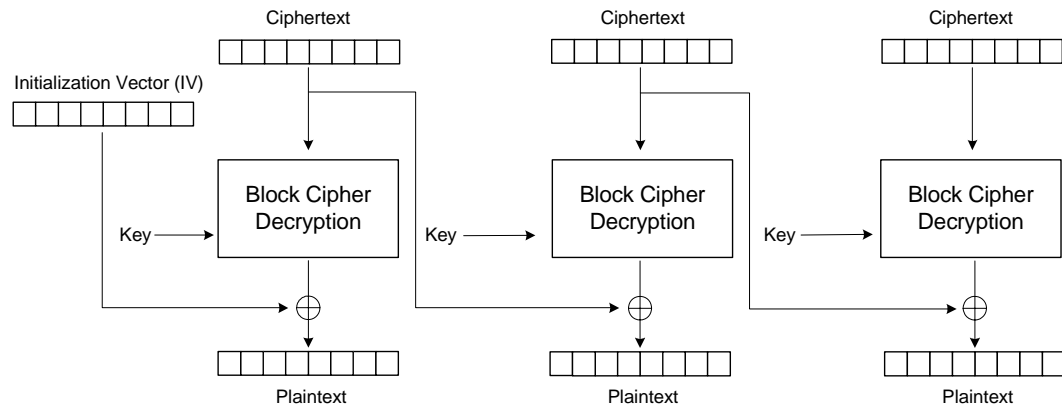 Ciphertext
Ciphertext
Ciphertext
Initialization Vector (IV)
Block Cipher
Decryption
Block Cipher
Decryption
Block Cipher
Decryption
Key
Key
Key
Plaintext
Plaintext
Plaintext